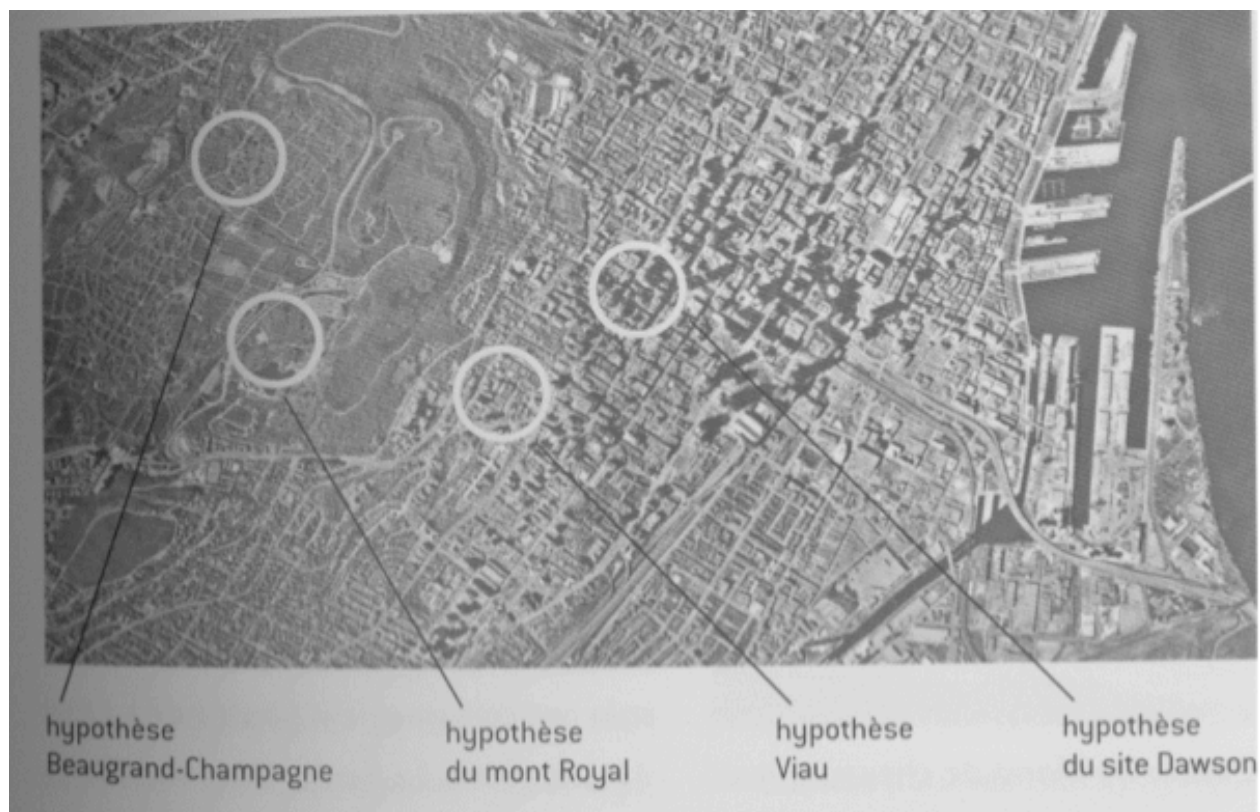 hypothèse
Beaugrand-Champagne
hypothèse
du mont Royal
hypothèse
Viau
hypothèse
du site Dawson